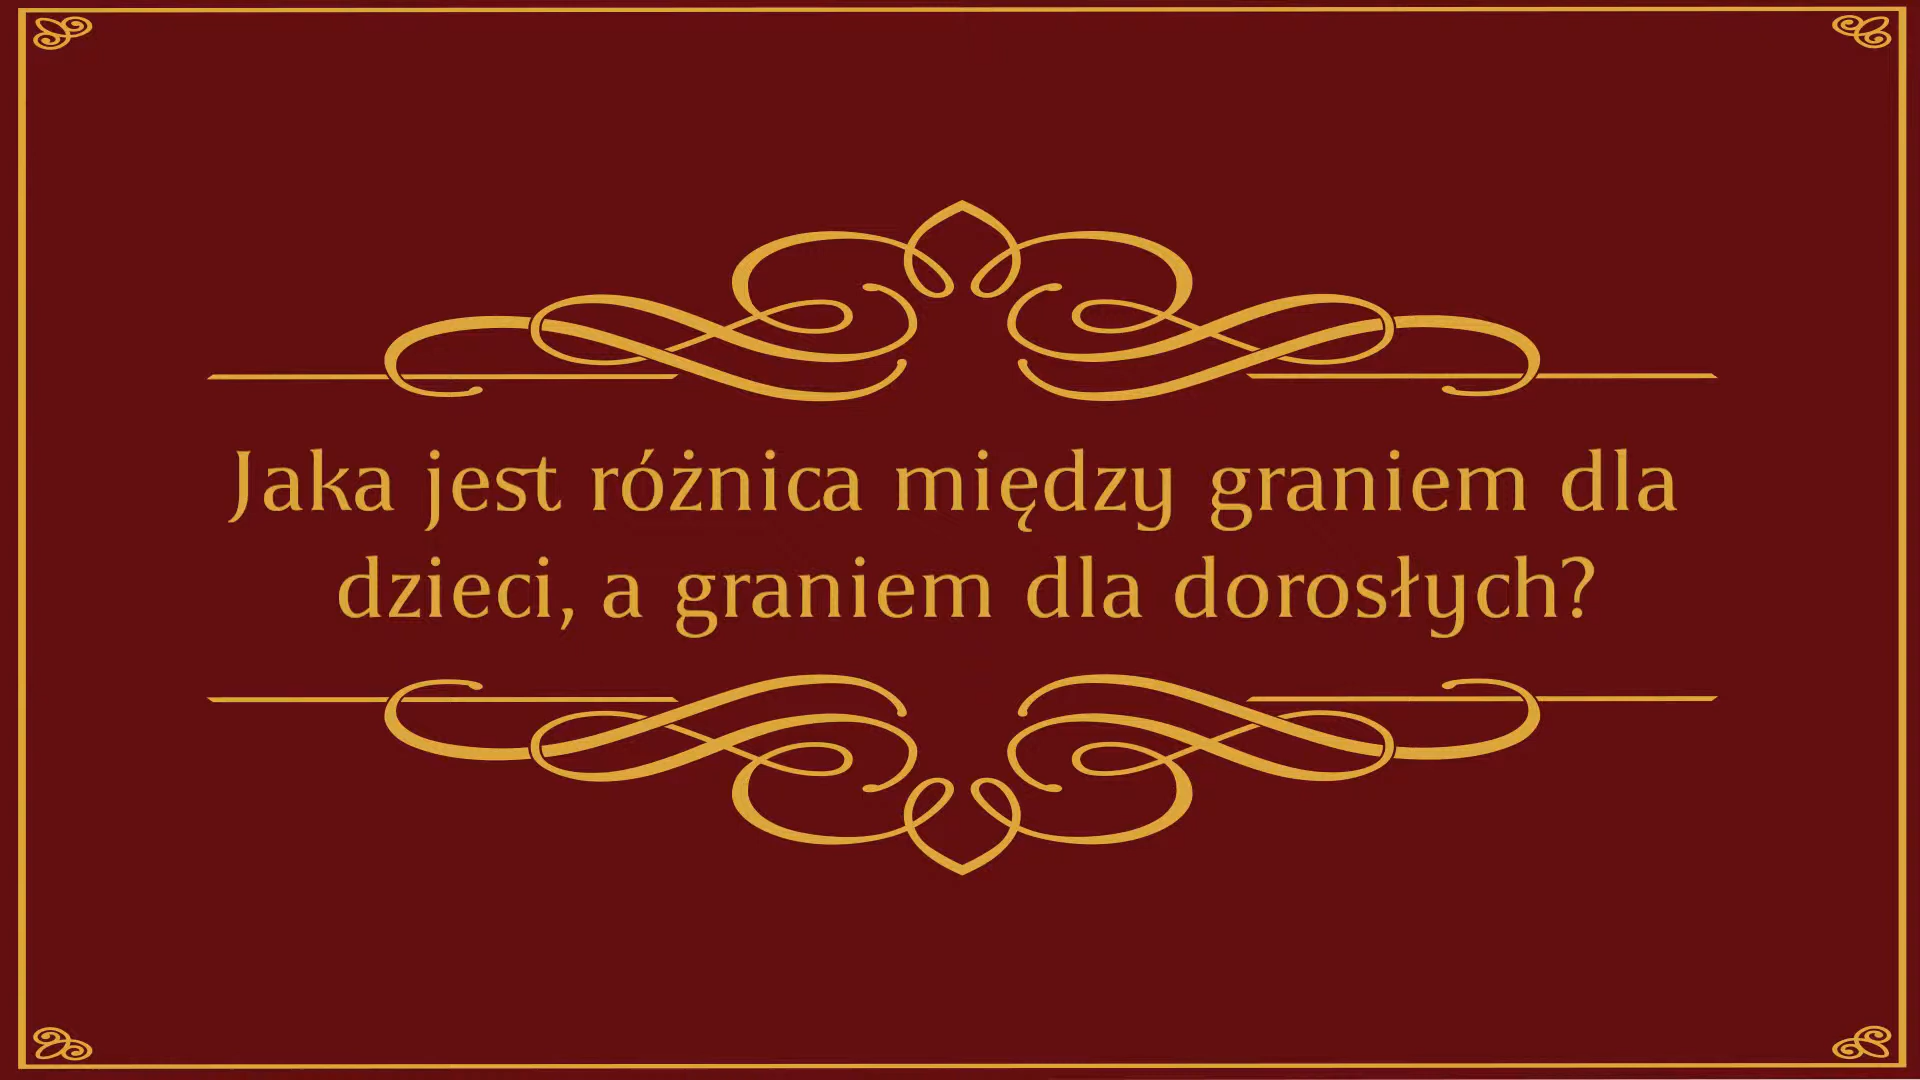 Jaka jest różnica między graniem dla
dzieci, a graniem dla dorosłych?